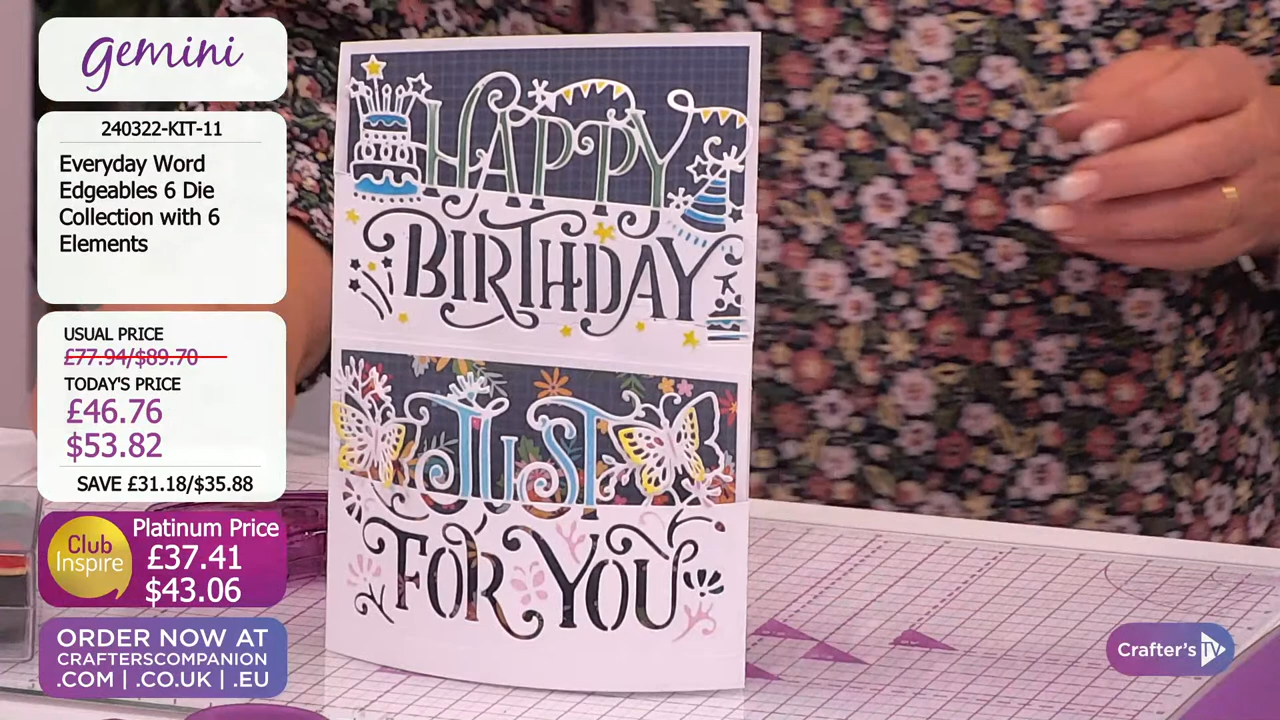 gemini
240322-KIT-11
Everyday Word
Edgeables 6 Die
Collection with 6
Elements
USUAL PRICE
£77.94/$89.70
TODAY'S PRICE
£46.76
$53.82
SAVE £31.18/$35.88
Club
Inspire
Platinum Price
£37.41
$43.06
ORDER NOW AT
CRAFTERSCOMPANION
.COM | .CO.UK | .EU
HAPPY
BIRTHDAY
JUST
FOR YOU
Crafter's TV